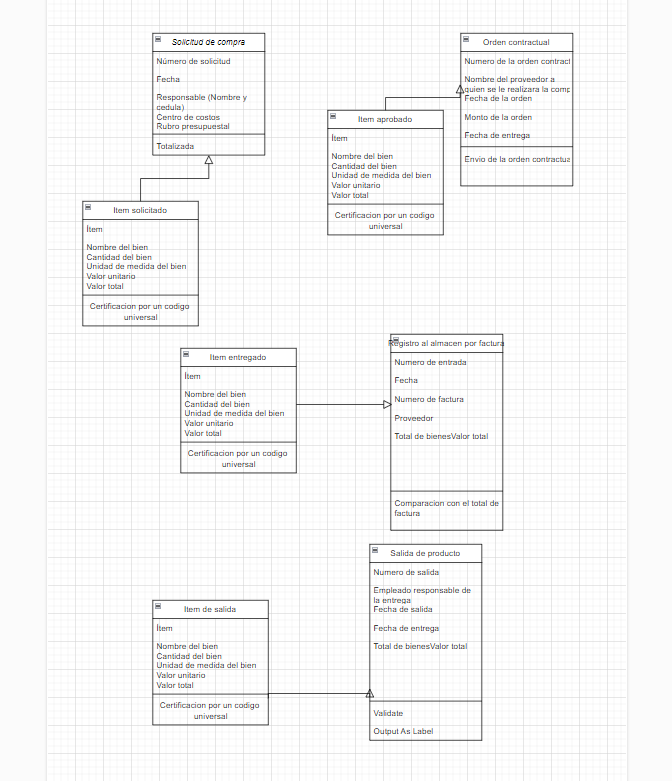 Solicitud de compra
Número de solicitud
Fecha
Responsable (Nombre y
cedula)
Centro de costos
Rubro presupuestal
Totalizada
Orden contractual
Numero de la orden contract
Nombre del proveedor a
quien se le realizara la comp
Fecha de la orden
Monto de la orden
Fecha de entrega
Envio de la orden contractua
Item aprobado
Ítem
Nombre del bien
Cantidad del bien
Unidad de medida del bien
Valor unitario
Valor total
Certificacion por un codigo
universal
Item solicitado
Ítem
Nombre del bien
Cantidad del bien
Unidad de medida del bien
Valor unitario
Valor total
Certificacion por un codigo
universal
Item entregado
Ítem
Nombre del bien
Cantidad del bien
Unidad de medida del bien
Valor unitario
Valor total
Certificacion por un codigo
universal
Registro al almacen por factura
Numero de entrada
Fecha
Numero de factura
Proveedor
Total de bienesValor total
Comparacion con el total de
factura
Salida de producto
Numero de salida
Empleado responsable de
la entrega
Fecha de salida
Fecha de entrega
Total de bienesValor total
Validate
Output As Label
Item de salida
Ítem
Nombre del bien
Cantidad del bien
Unidad de medida del bien
Valor unitario
Valor total
Certificacion por un codigo
universal